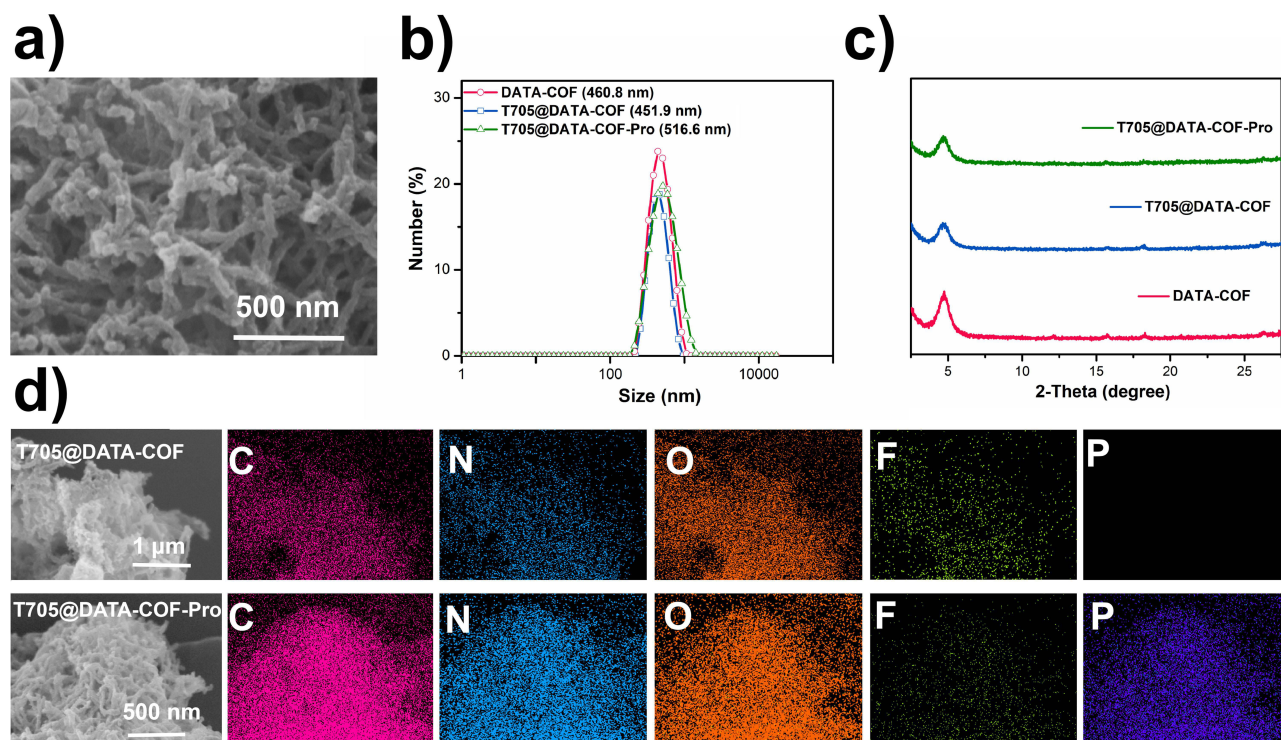 a)
500 nm
b)
DATA-COF (460.8 nm)
T705@DATA-COF (451.9 nm)
T705@DATA-COF-Pro (516.6 nm)
30
20
10
0
Number (%)
1
100
10000
Size (nm)
c)
T705@DATA-COF-Pro
T705@DATA-COF
DATA-COF
5
10
15
20
25
2-Theta (degree)
d)
T705@DATA-COF
1 µm
C
N
O
F
P
T705@DATA-COF-Pro
500 nm
C
N
O
F
P